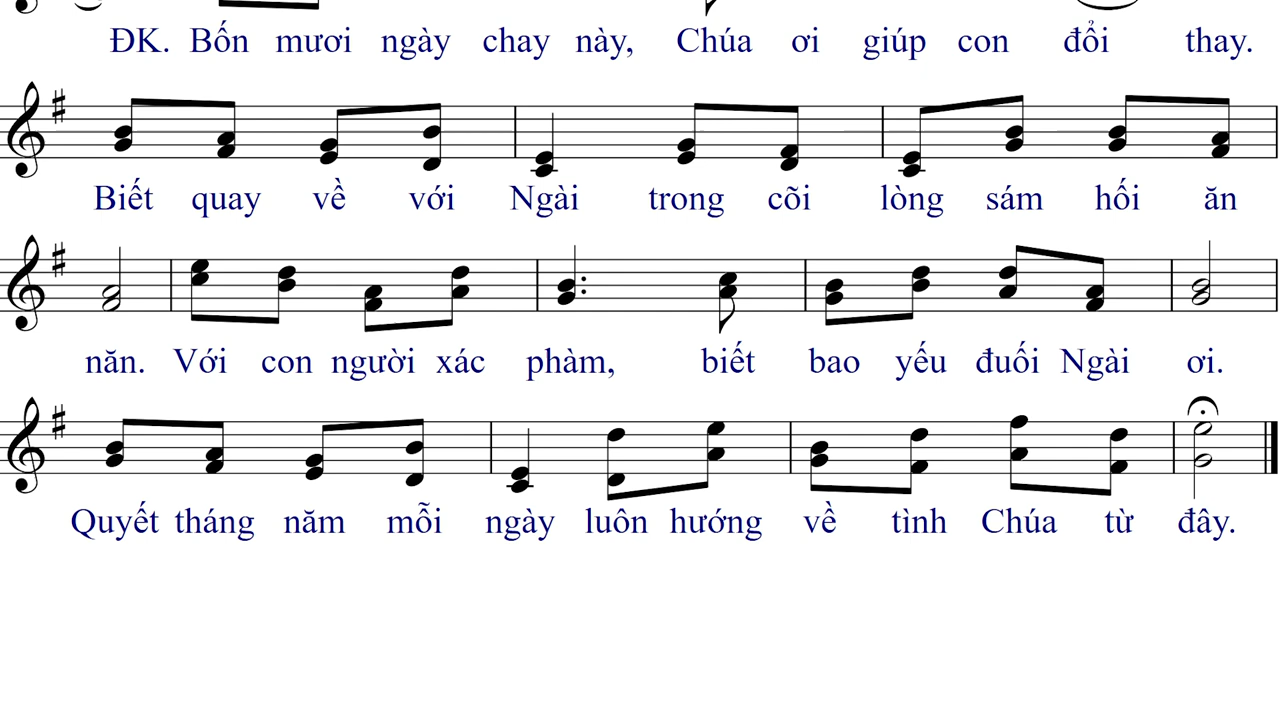 ĐK. Bốn mươi ngày chay này, Chúa ơi giúp con đổi thay.
Biết quay về với Ngài trong cõi lòng sám hối ăn
năn. Với con người xác phàm, biết bao yếu đuối Ngài ơi.
Quyết tháng năm mỗi ngày luôn hướng về tình Chúa từ đây.